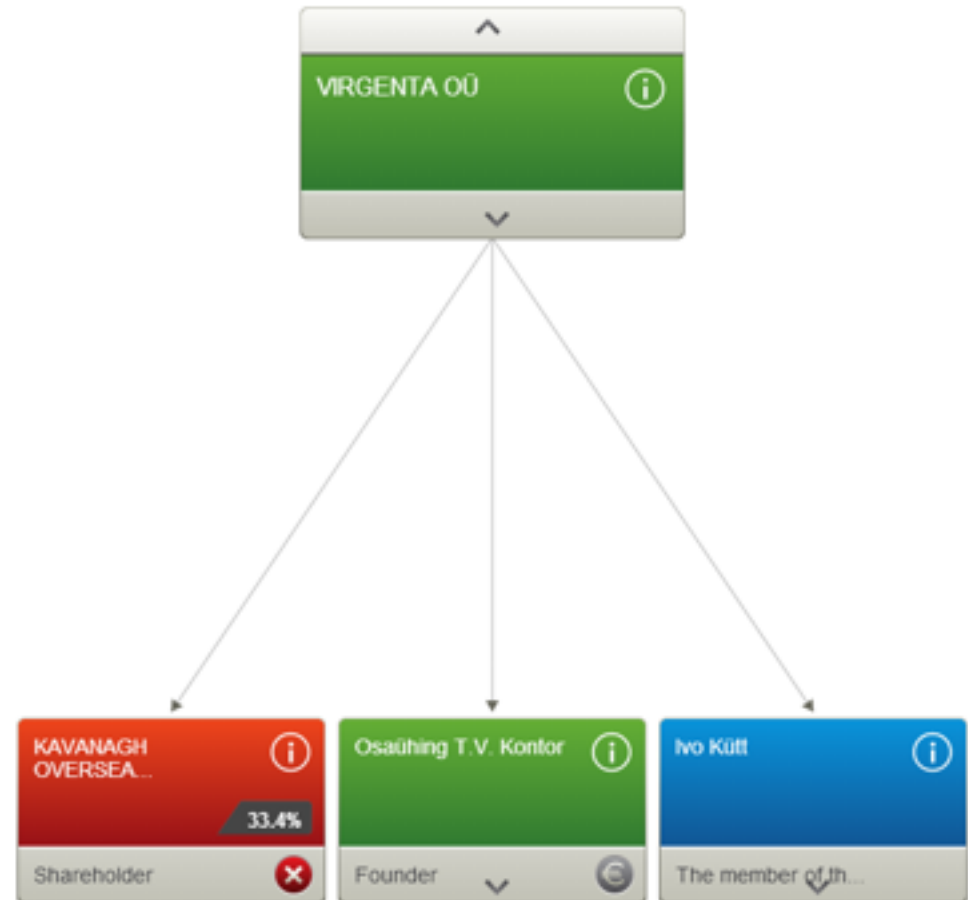 VIRGENTA OÜ
KAVANAGH
OVERSEA...
33.4%
Shareholder
Osaühing T.V. Kontor
Founder
Ivo Kütt
The member of th...